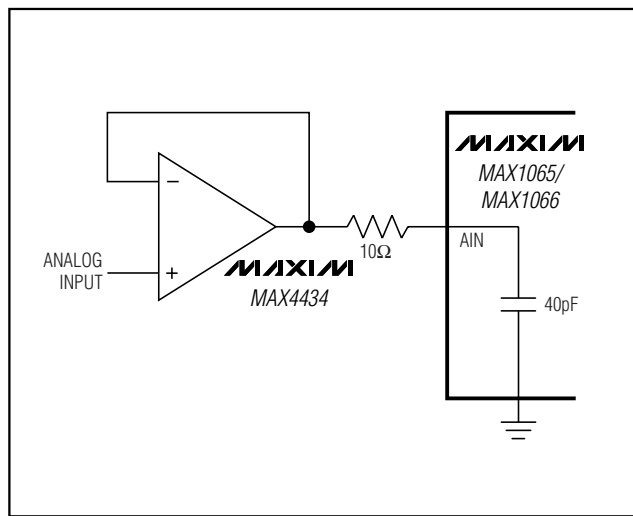 MAXIM
MAX1065/
MAX1066
−
ANALOG
INPUT
+
MAXIM
MAX4434
10Ω
AIN
40pF